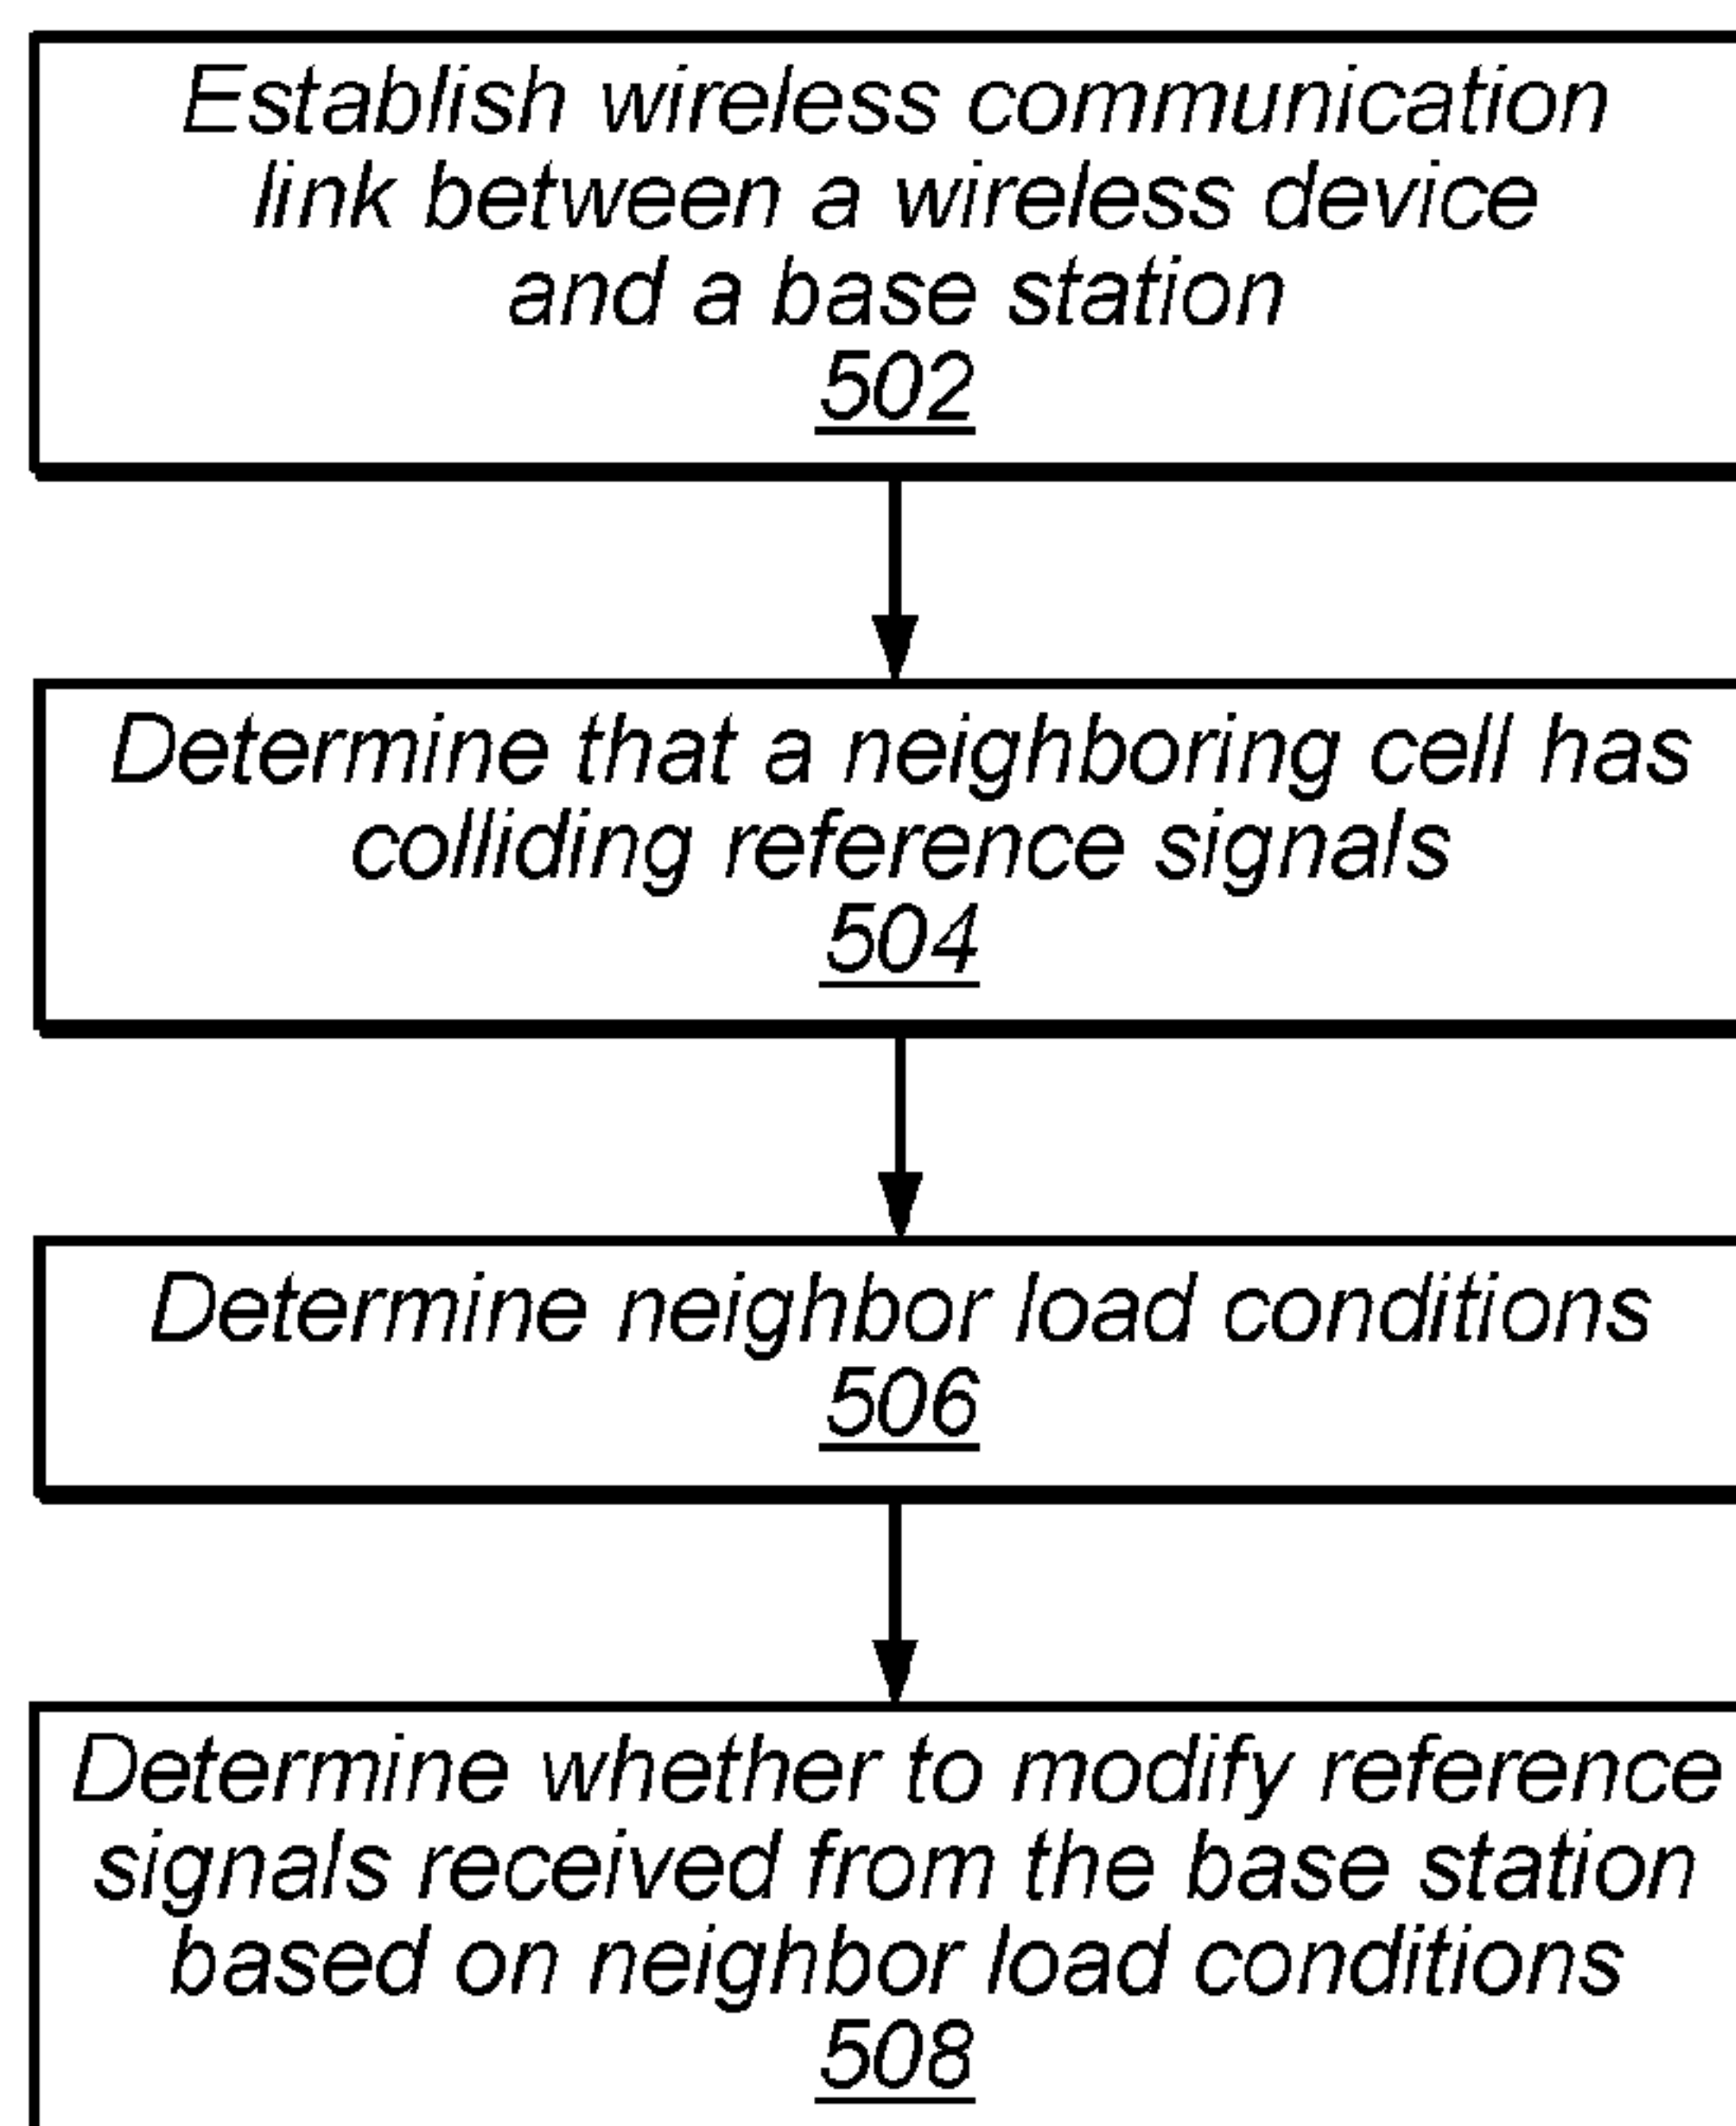 Establish wireless communication
link between a wireless device
and a base station
502
Determine that a neighboring cell has
colliding reference signals
504
Determine neighbor load conditions
506
Determine whether to modify reference
signals received from the base station
based on neighbor load conditions
508